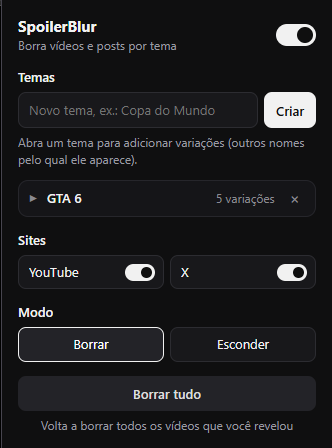 SpoilerBlur
Borra vídeos e posts por tema
Temas
Novo tema, ex.: Copa do Mundo
Criar
Abra um tema para adicionar variações (outros nomes
pelo qual ele aparece).
▶ GTA 6 5 variações ×
Sites
YouTube
X
Modo
Borrar
Esconder
Borrar tudo
Volta a borrar todos os vídeos que você revelou